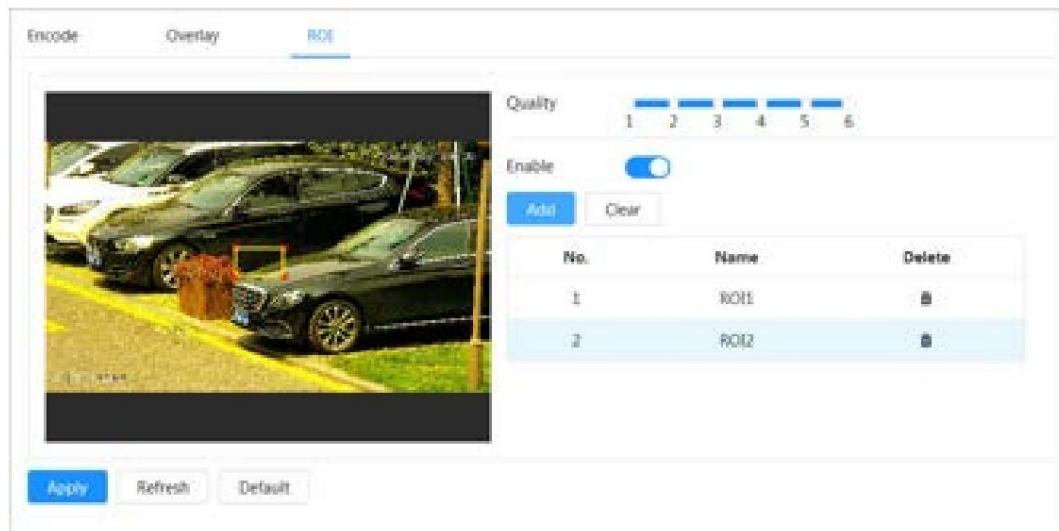 Encode Overlay ROI
Quality
1 2 3 4 5 6
Enable
Add Clear
No. Name Delete
1 ROI1
2 ROI2
Apply Refresh Default